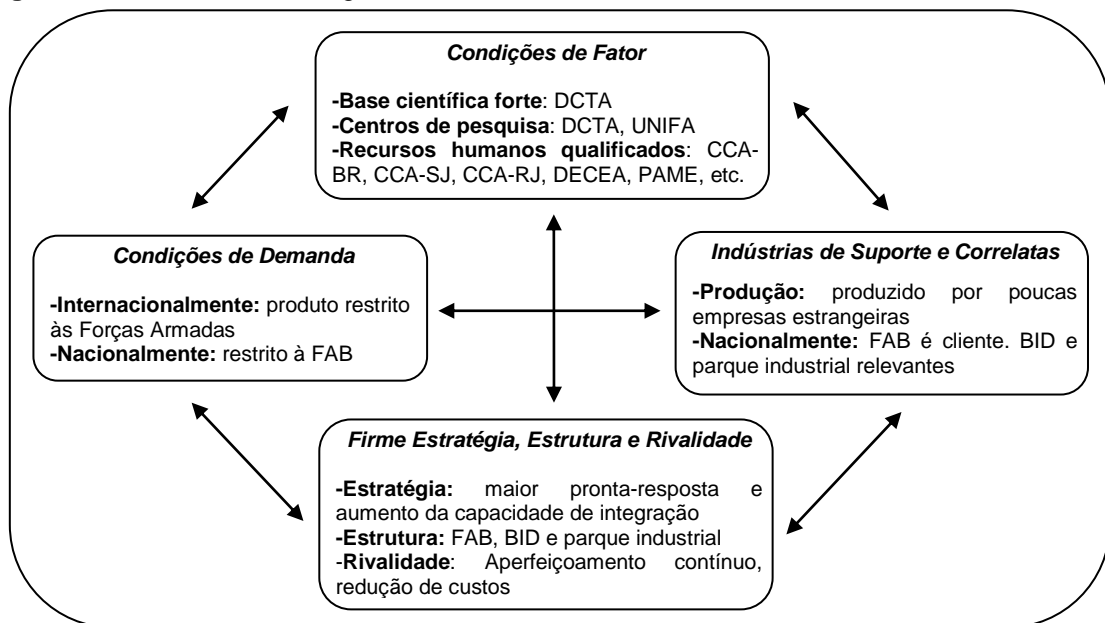 Condições de Fator
-Base científica forte: DCTA
-Centros de pesquisa: DCTA, UNIFA
-Recursos humanos qualificados: CCA-
BR, CCA-SJ, CCA-RJ, DECEA, PAME, etc.
Condições de Demanda
-Internacionalmente: produto restrito
às Forças Armadas
-Nacionalmente: restrito à FAB
Indústrias de Suporte e Correlatas
-Produção: produzido por poucas
empresas estrangeiras
-Nacionalmente: FAB é cliente. BID e
parque industrial relevantes
Firme Estratégia, Estrutura e Rivalidade
-Estratégia: maior pronta-resposta e
aumento da capacidade de integração
-Estrutura: FAB, BID e parque industrial
-Rivalidade: Aperfeiçoamento contínuo,
redução de custos